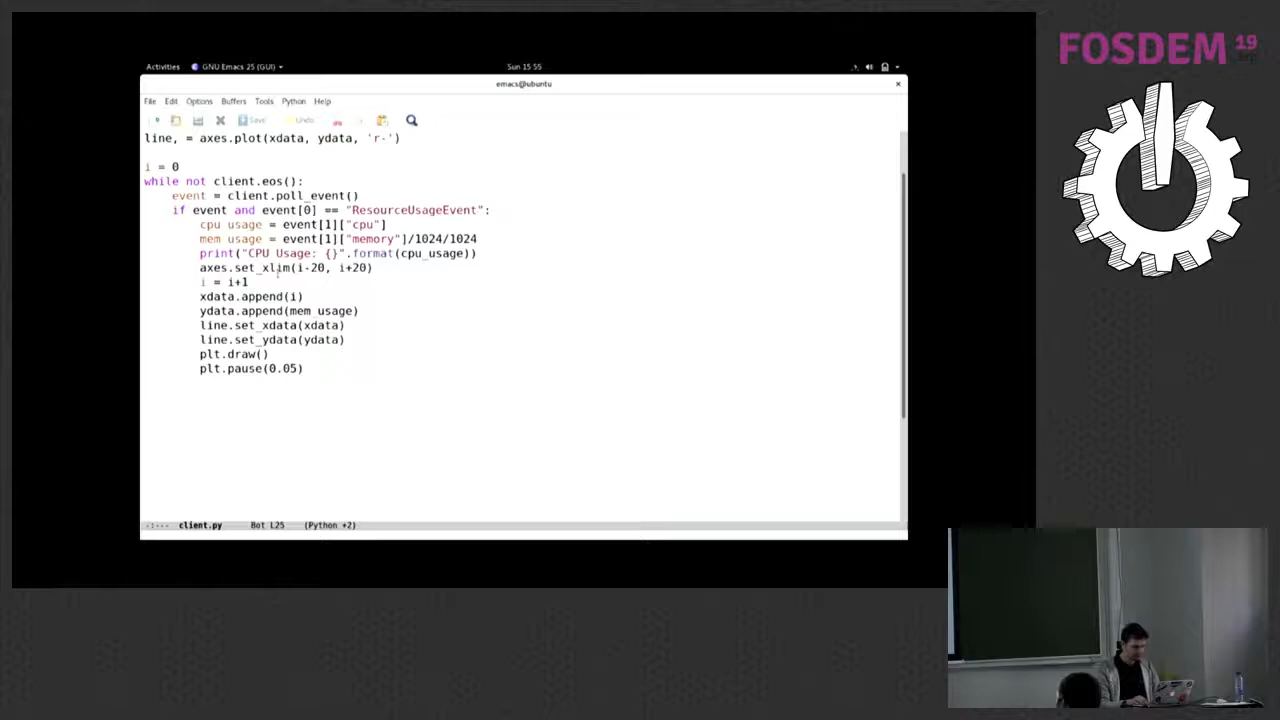 FOSDEM 19
Activities GNU Emacs 25 (GUI) Sun 15:55
emacs@ubuntu
File Edit Options Buffers Tools Python Help
Save Undo
line, = axes.plot(xdata, ydata, 'r-')
i = 0
while not client.eos():
event = client.poll_event()
if event and event[0] == "ResourceUsageEvent":
cpu_usage = event[1]["cpu"]
mem_usage = event[1]["memory"]/1024/1024
print("CPU Usage: {}".format(cpu_usage))
axes.set_xlim(i-20, i+20)
i = i+1
xdata.append(i)
ydata.append(mem_usage)
line.set_xdata(xdata)
line.set_ydata(ydata)
plt.draw()
plt.pause(0.05)
-:--- client.py Bot L25 (Python +2)